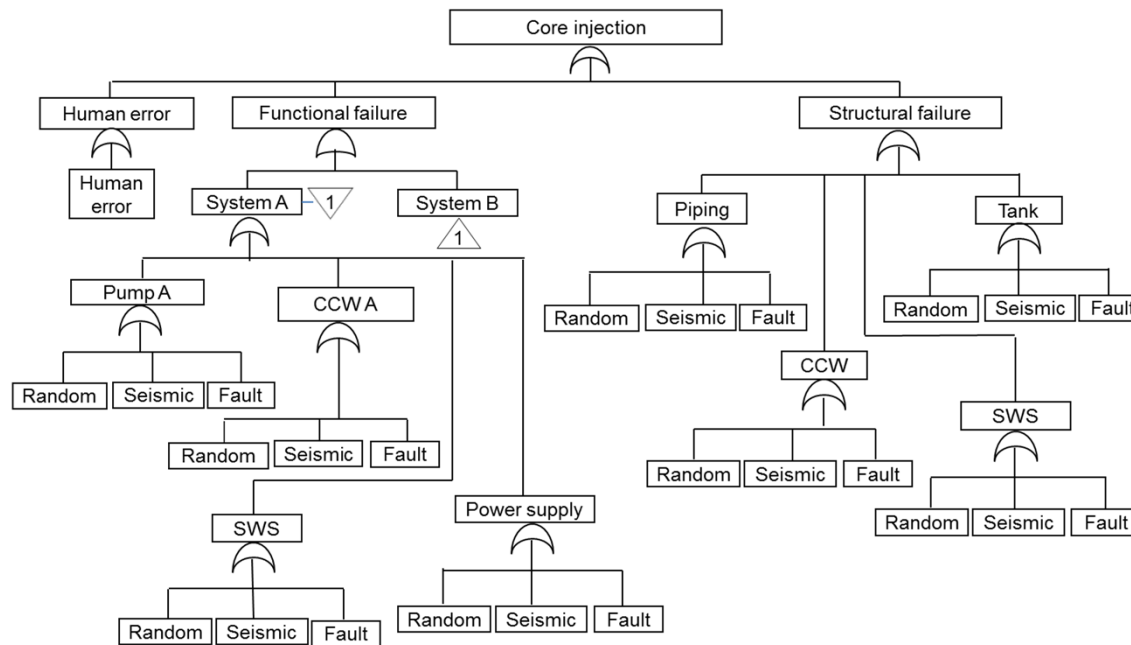 Core injection
Human error
Functional failure
Structural failure
Human
error
System A
1
System B
1
Piping
Tank
Pump A
CCW A
Random
Seismic
Fault
Random
Seismic
Fault
CCW
Random
Seismic
Fault
SWS
Random
Seismic
Fault
Random
Seismic
Fault
Power supply
SWS
Random
Seismic
Fault
Random
Seismic
Fault
Random
Seismic
Fault